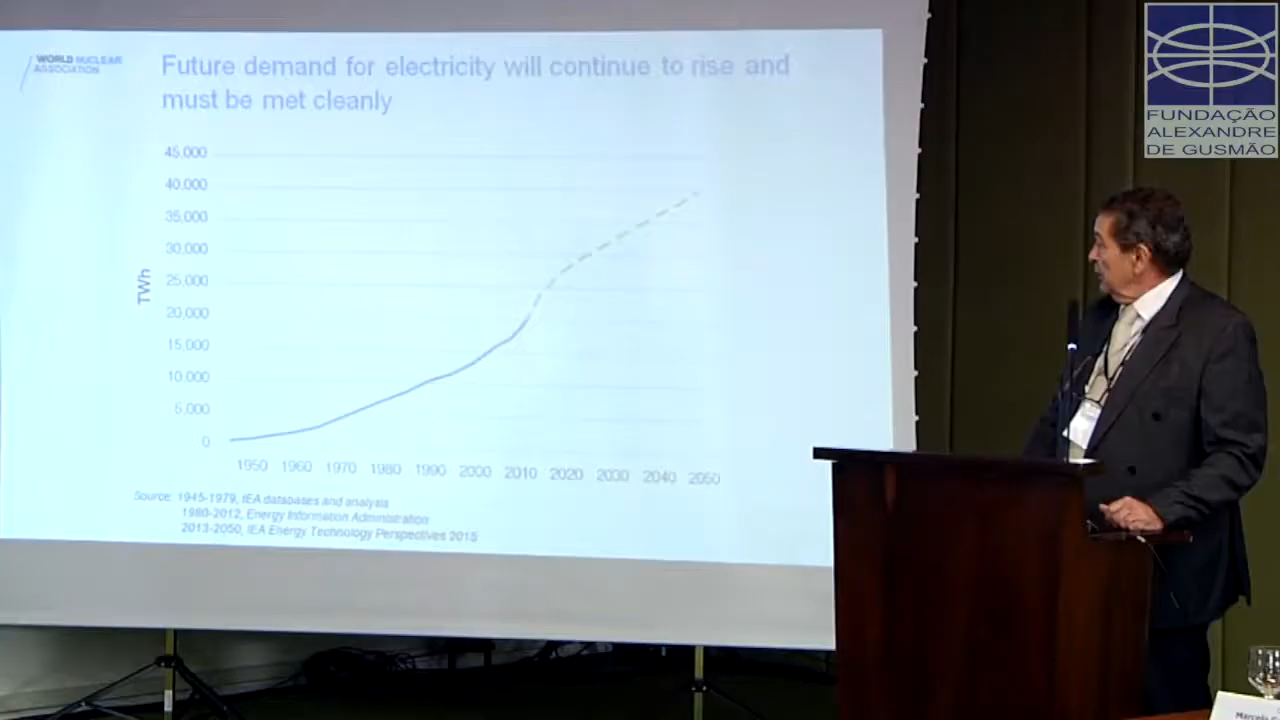 WORLD NUCLEAR
ASSOCIATION
Future demand for electricity will continue to rise and
must be met cleanly
45,000
40,000
35,000
30,000
25,000
20,000
15,000
10,000
5,000
0
TWh
1950 1960 1970 1980 1990 2000 2010 2020 2030 2040 2050
Source: 1945-1979, IEA databases and analysis
1980-2012, Energy Information Administration
2013-2050, IEA Energy Technology Perspectives 2015
FUNDAÇÃO
ALEXANDRE
DE GUSMÃO